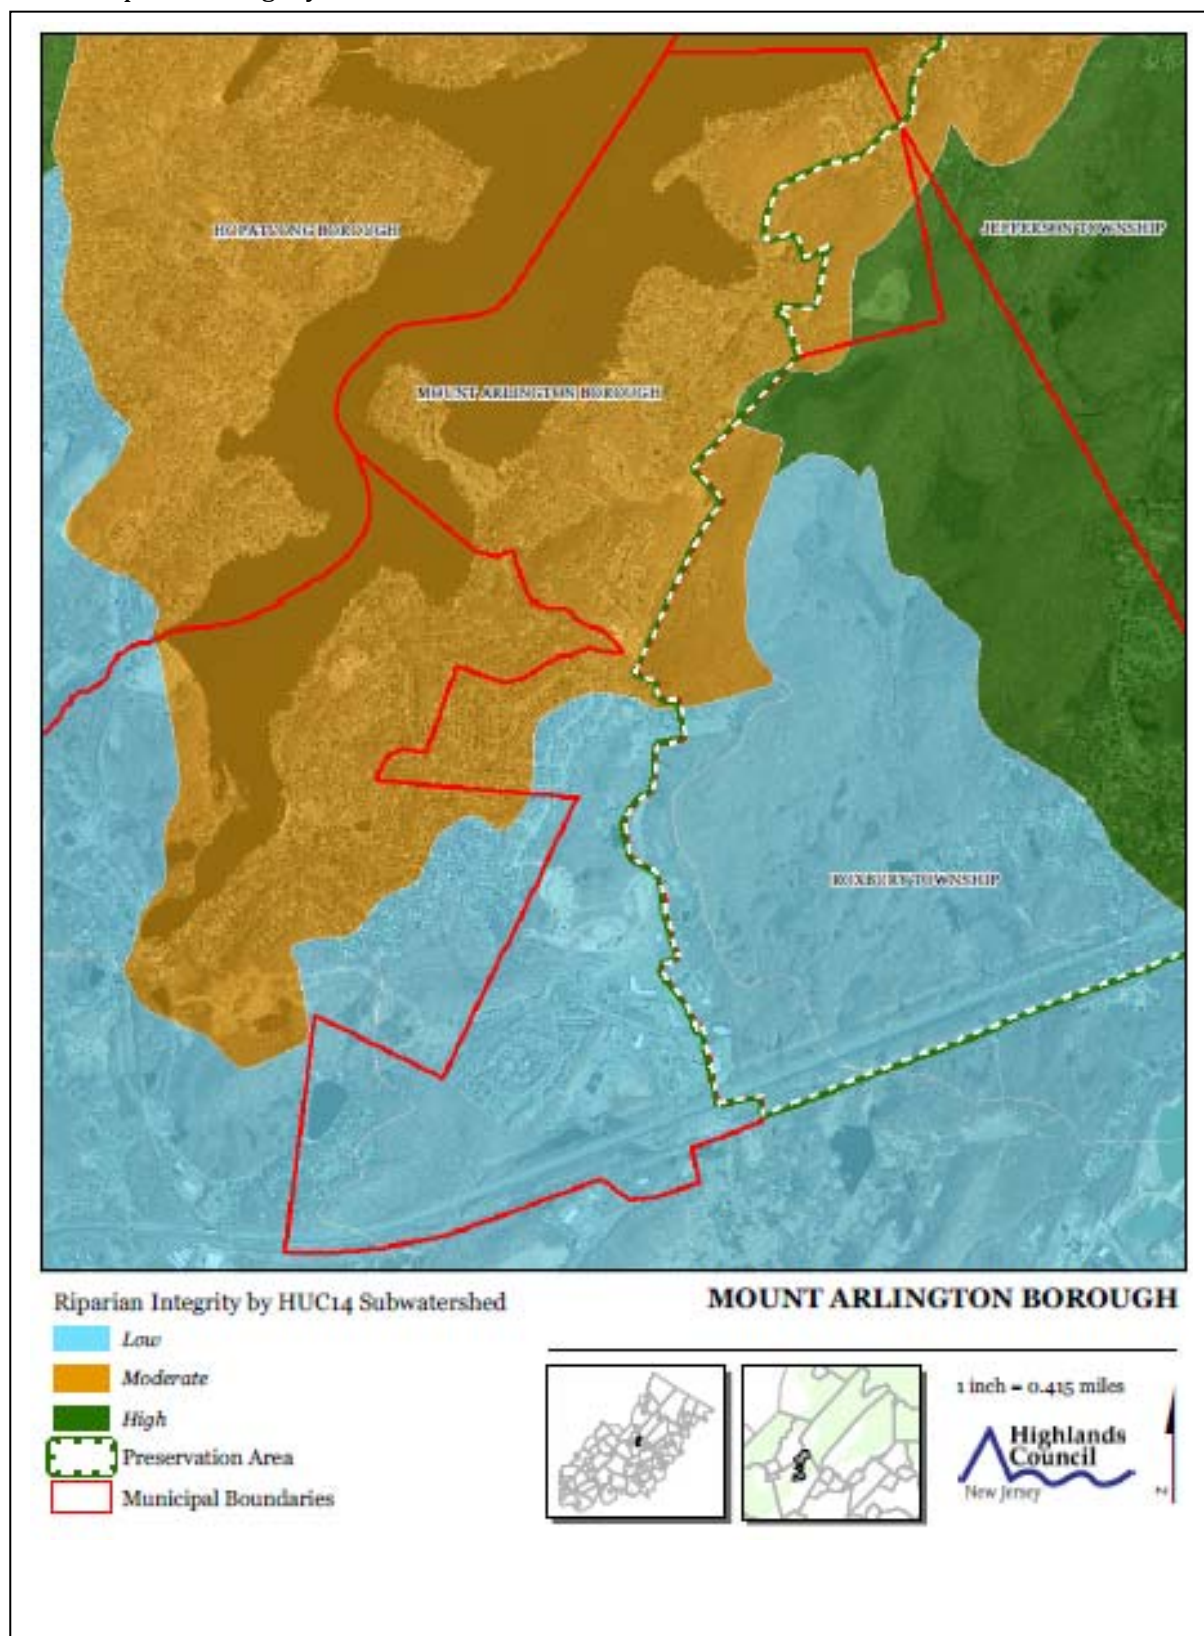 HOPATCONG BOROUGH
JEFFERSON TOWNSHIP
MOUNT ARLINGTON BOROUGH
ROXBURY TOWNSHIP
Riparian Integrity by HUC14 Subwatershed
Low
Moderate
High
Preservation Area
Municipal Boundaries
MOUNT ARLINGTON BOROUGH
1 inch = 0.415 miles
Highlands
Council
New Jersey
N